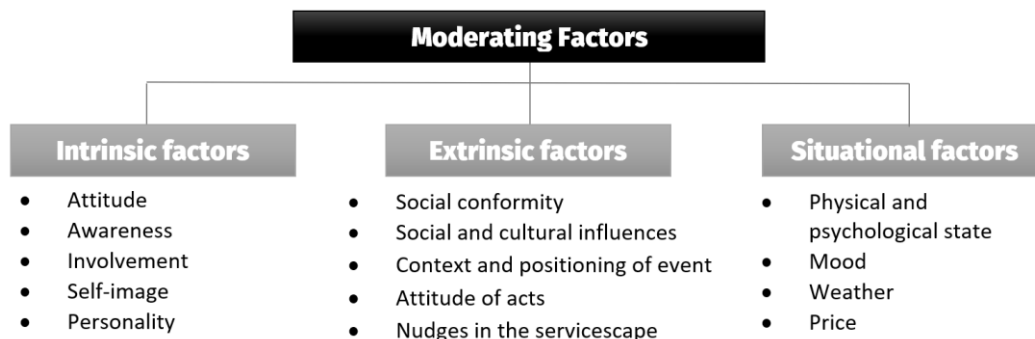 Moderating Factors
Intrinsic factors
• Attitude
• Awareness
• Involvement
• Self-image
• Personality
Extrinsic factors
• Social conformity
• Social and cultural influences
• Context and positioning of event
• Attitude of acts
• Nudges in the servicescape
Situational factors
• Physical and
psychological state
• Mood
• Weather
• Price